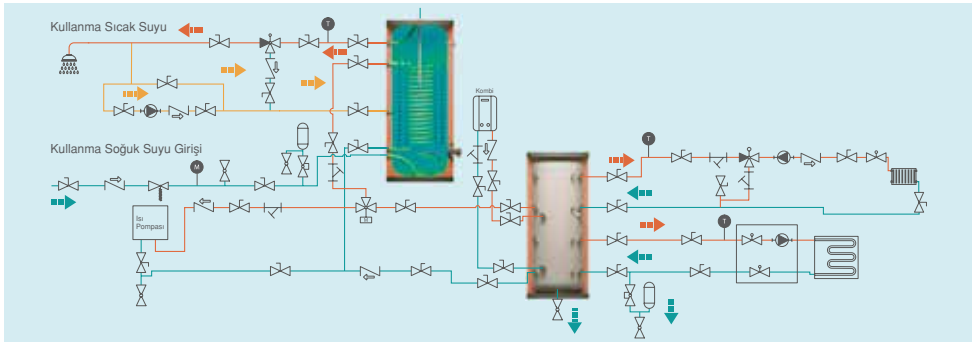 Kullanma Sıcak Suyu
T
Kombi
Kullanma Soğuk Suyu Girişi
T
M
Isı
Pompası
T